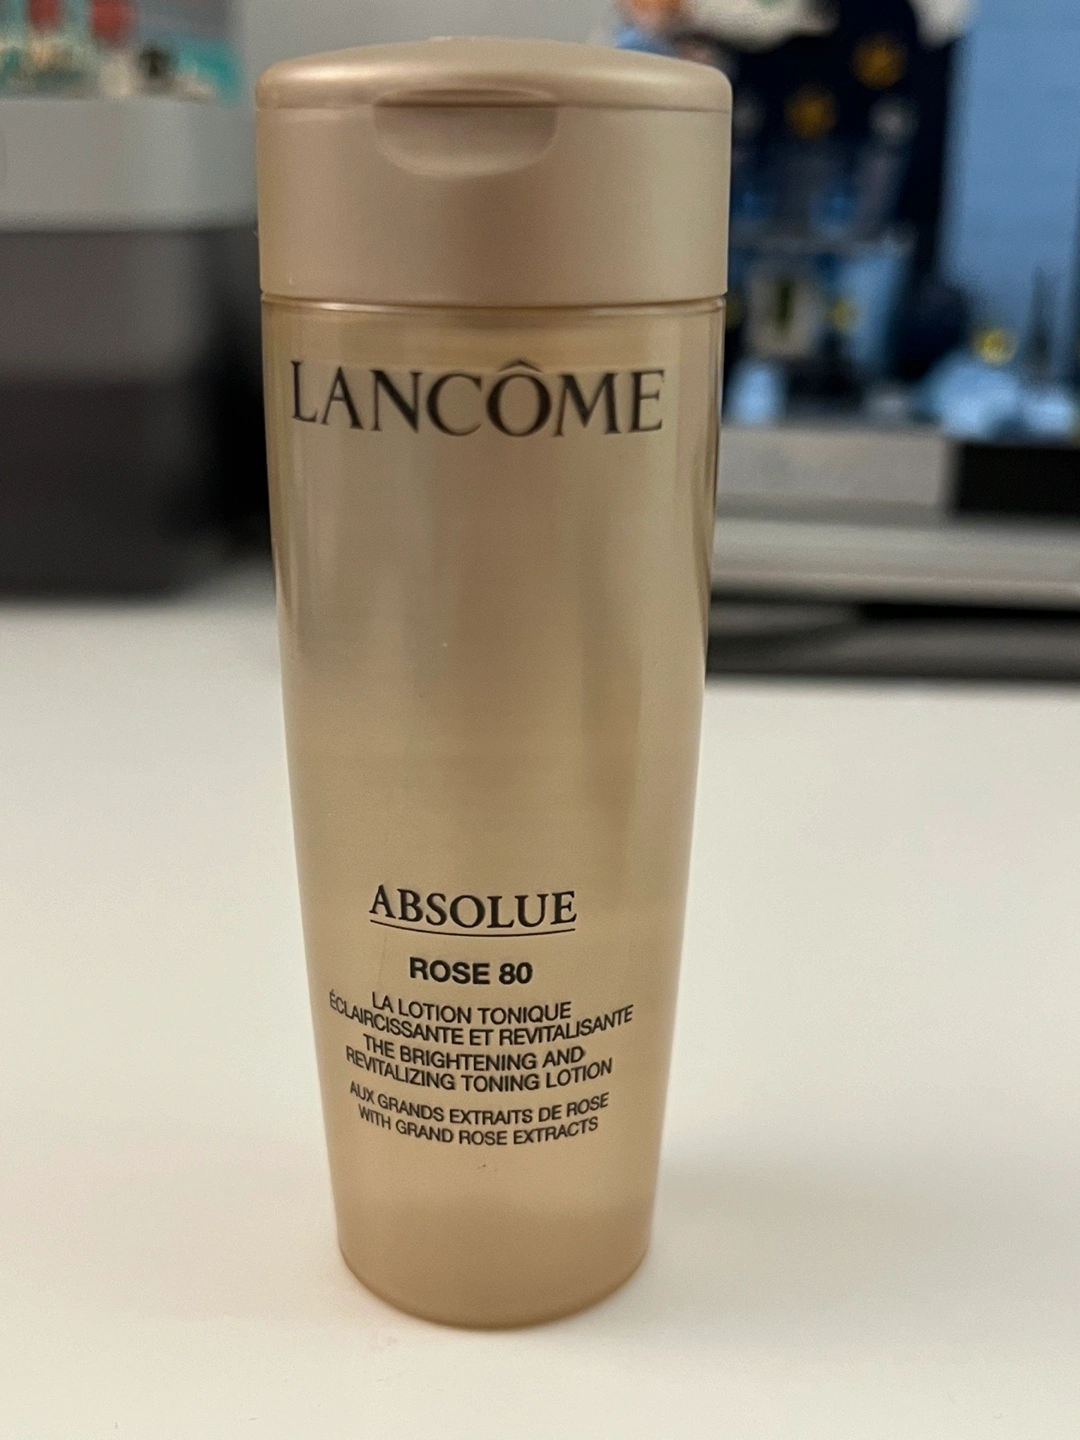 LANCÔME
ABSOLUE
ROSE 80
LA LOTION TONIQUE
ÉCLAIRCISSANTE ET REVITALISANTE
THE BRIGHTENING AND
REVITALIZING TONING LOTION
AUX GRANDS EXTRAITS DE ROSE
WITH GRAND ROSE EXTRACTS